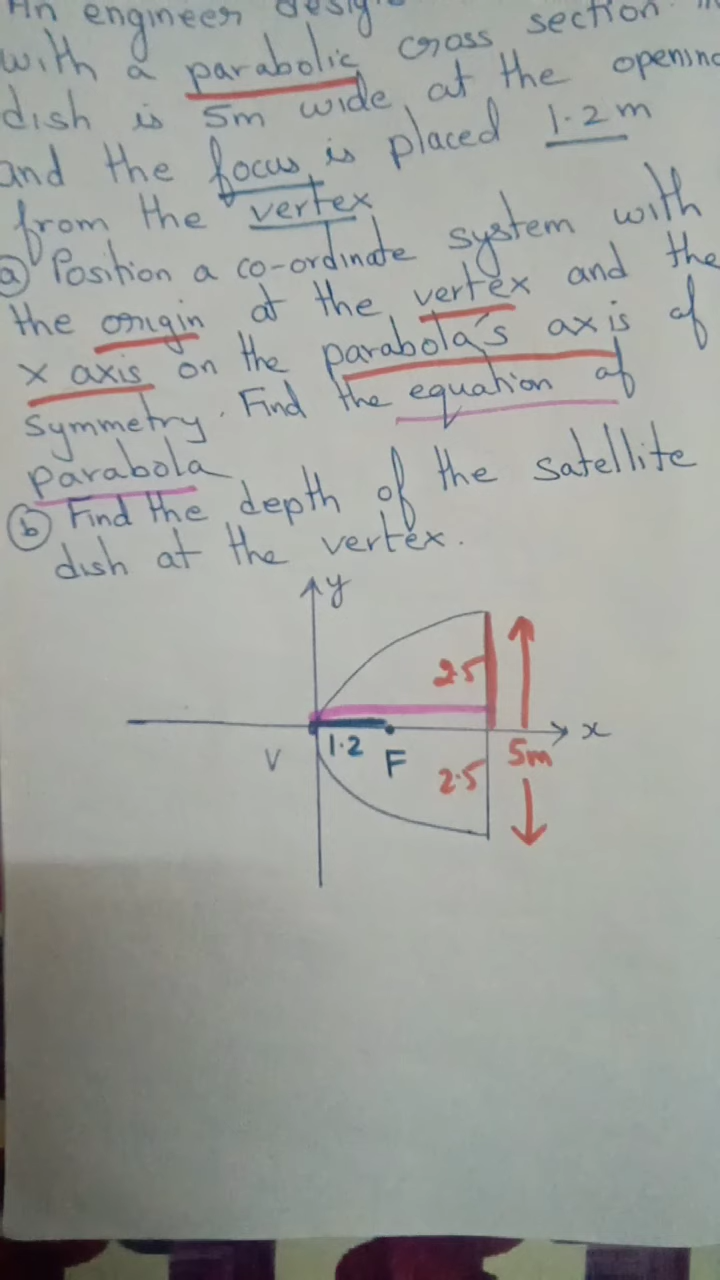 An engineer
with a parabolic cross section
dish is 5m wide at the opening
and the focus is placed 1.2 m
from the vertex
ⓐ Position a co-ordinate system with
the origin at the vertex and the
x axis on the parabola's axis of
symmetry. Find the equation of
parabola
ⓑ Find the depth of the satellite
dish at the vertex.
y
2.5
x
V 1.2 F 2.5 5m